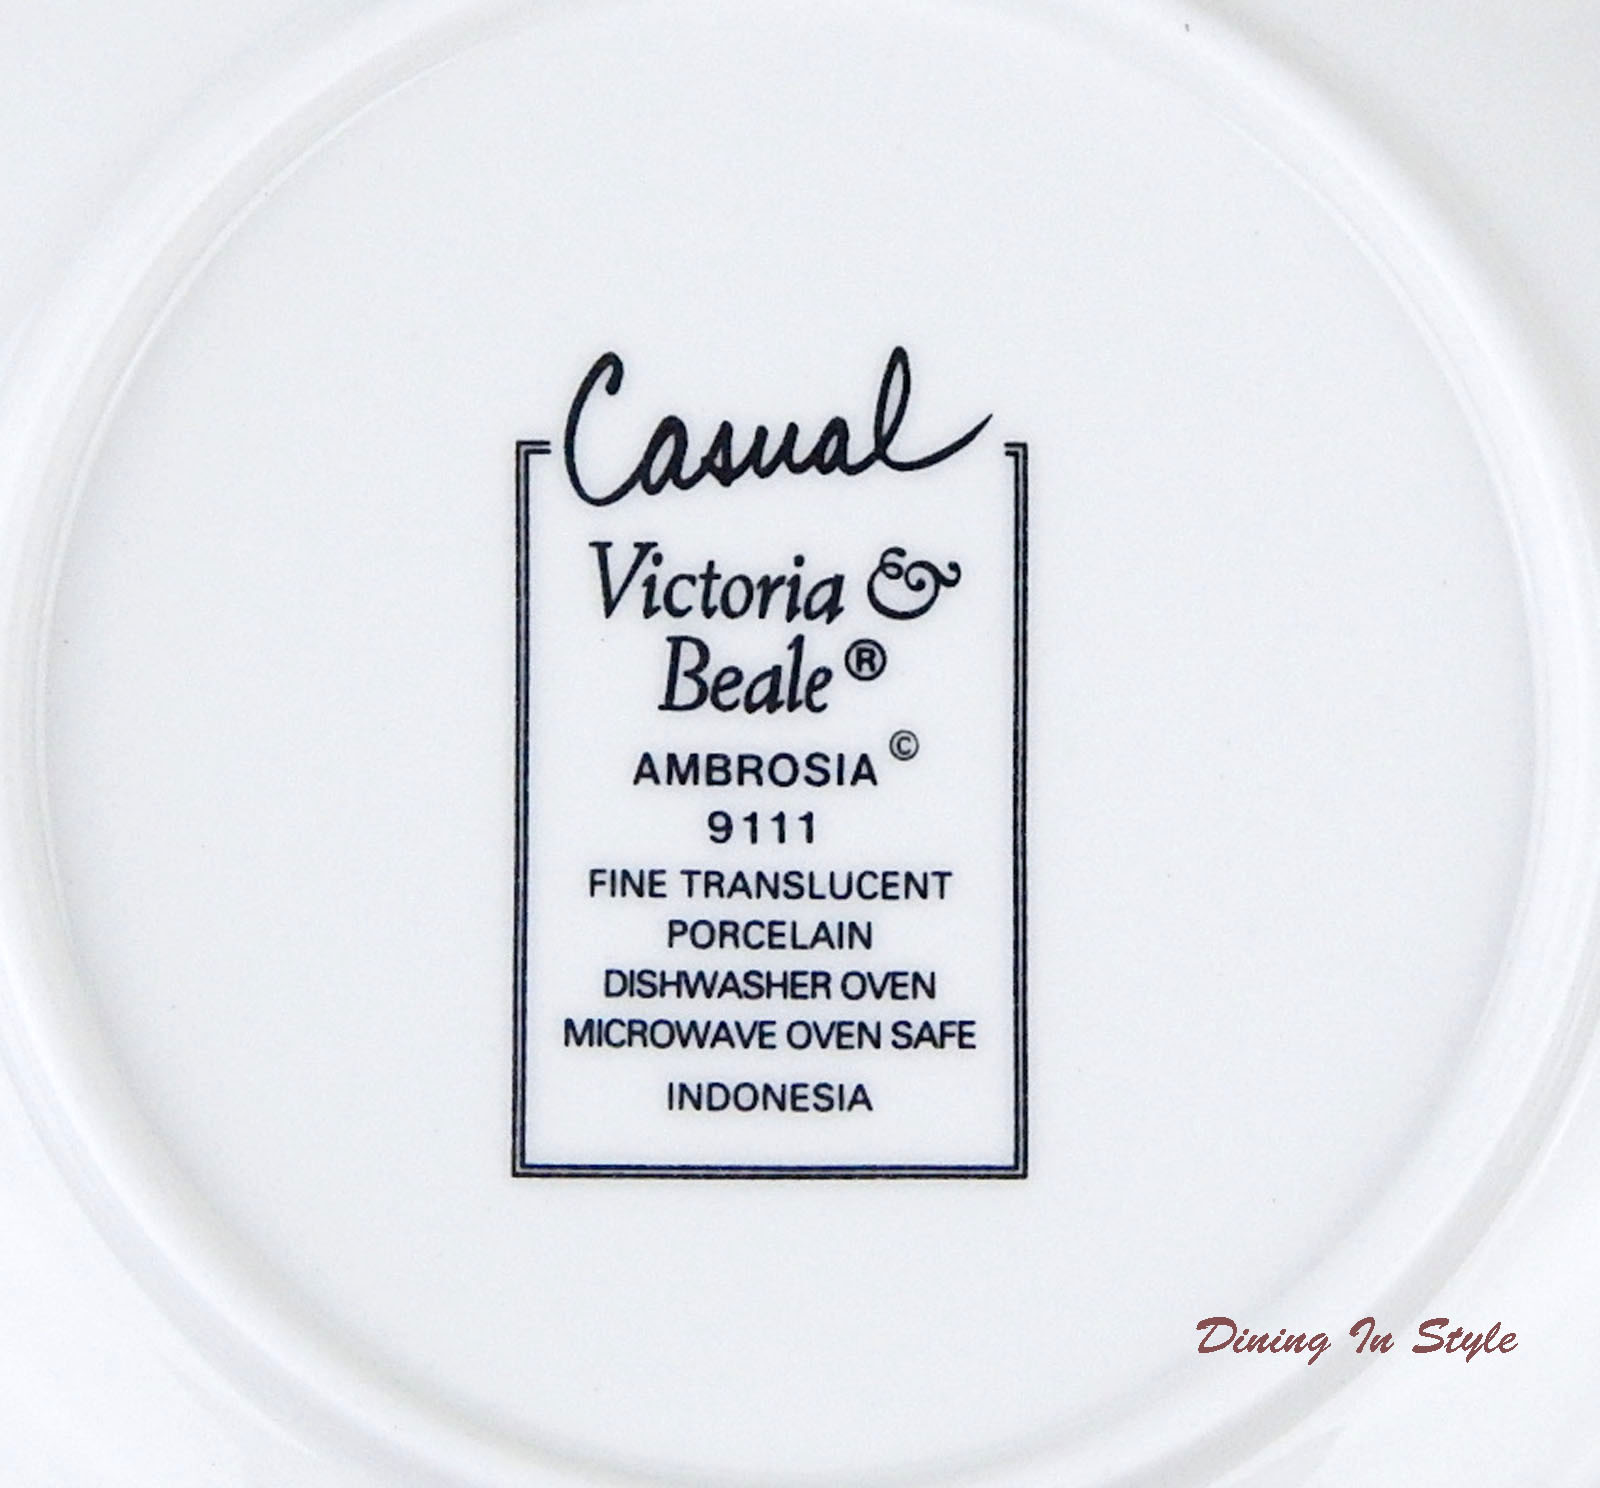 Casual
Victoria &
Beale®
AMBROSIA©
9111
FINE TRANSLUCENT
PORCELAIN
DISHWASHER OVEN
MICROWAVE OVEN SAFE
INDONESIA
Dining In Style